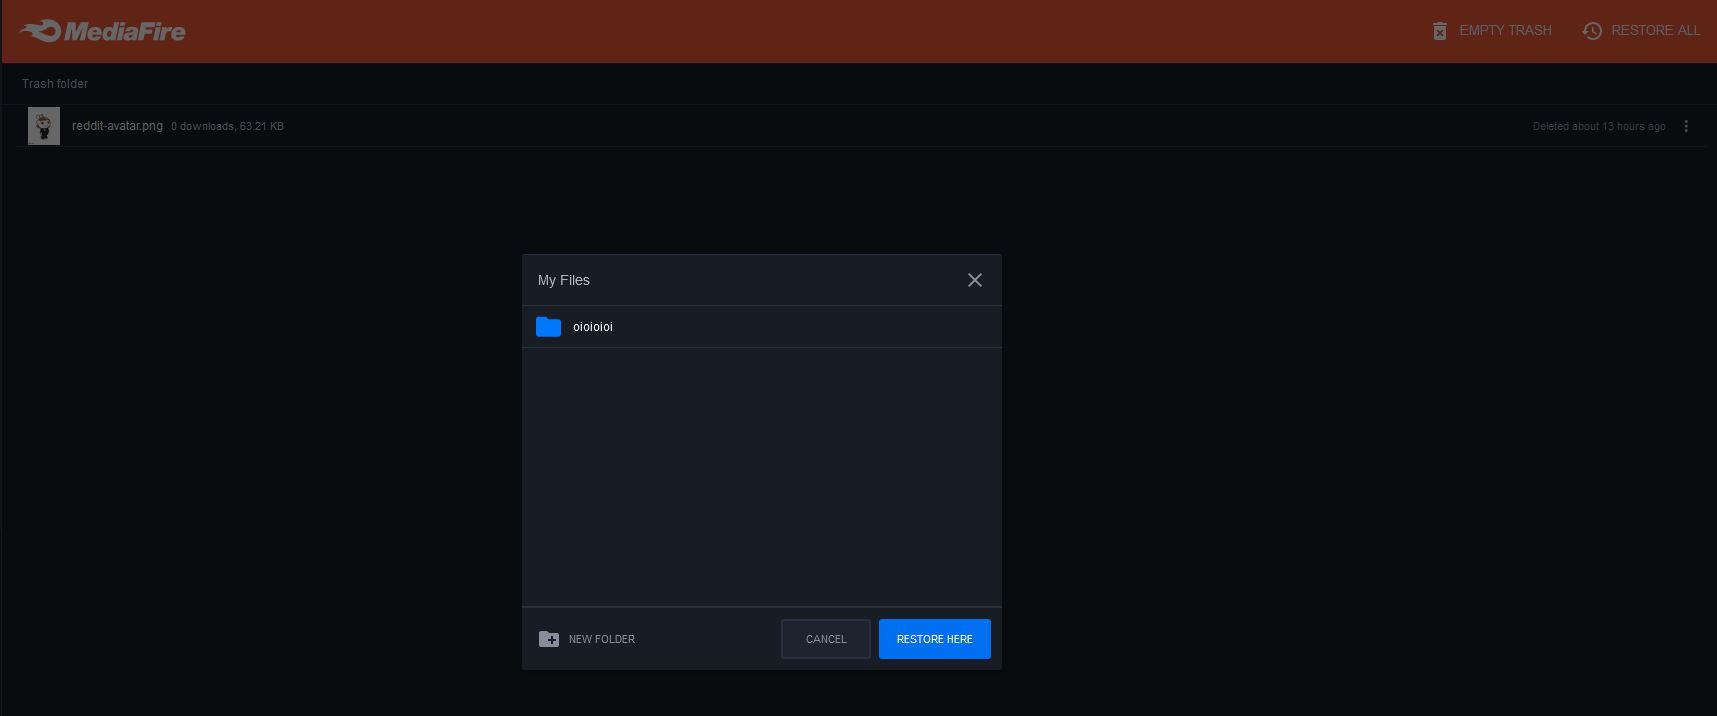 MediaFire
EMPTY TRASH
RESTORE ALL
Trash folder
reddit-avatar.png 0 downloads, 63.21 KB
Deleted about 13 hours ago
My Files
oioioioi
NEW FOLDER
CANCEL
RESTORE HERE